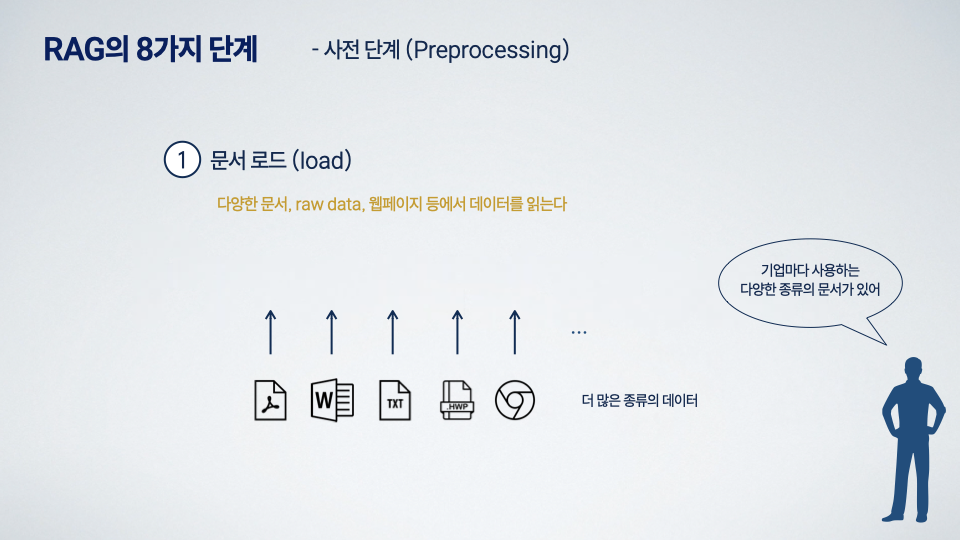 RAG의 8가지 단계 - 사전 단계 (Preprocessing)
1 문서 로드 (load)
다양한 문서, raw data, 웹페이지 등에서 데이터를 읽는다
기업마다 사용하는
다양한 종류의 문서가 있어
...
W TXT .HWP
더 많은 종류의 데이터